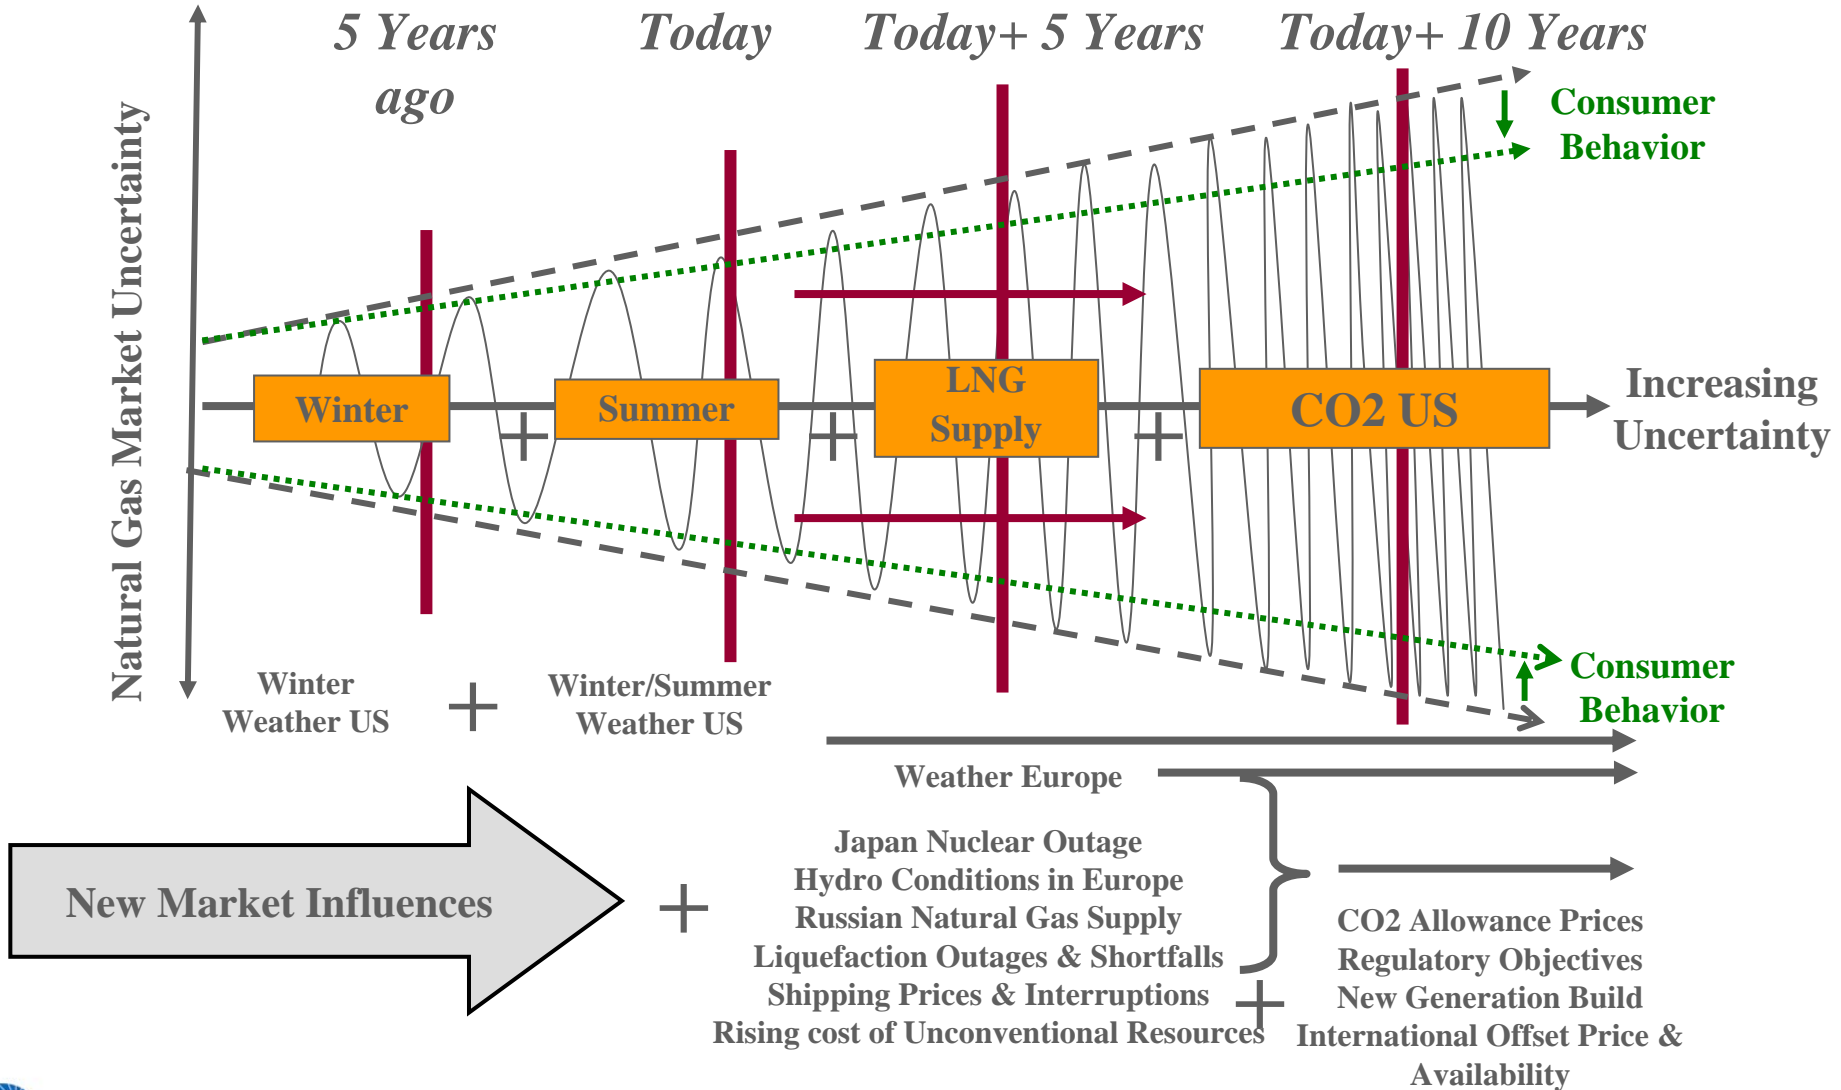 5 Years
ago
Today
Today+ 5 Years
Today+ 10 Years
Natural Gas Market Uncertainty
Consumer
Behavior
Winter
+
Summer
+
LNG
Supply
+
CO2 US
Increasing
Uncertainty
Consumer
Behavior
Winter
Weather US
+
Winter/Summer
Weather US
Weather Europe
New Market Influences
+
Japan Nuclear Outage
Hydro Conditions in Europe
Russian Natural Gas Supply
Liquefaction Outages & Shortfalls
Shipping Prices & Interruptions
Rising cost of Unconventional Resources
+
CO2 Allowance Prices
Regulatory Objectives
New Generation Build
International Offset Price &
Availability